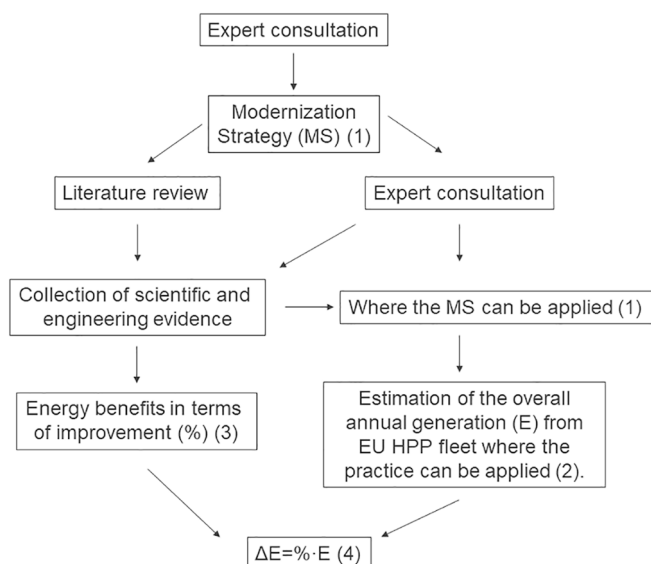 Expert consultation
Modernization
Strategy (MS) (1)
Literature review
Expert consultation
Collection of scientific and
engineering evidence
Where the MS can be applied (1)
Energy benefits in terms
of improvement (%) (3)
Estimation of the overall
annual generation (E) from
EU HPP fleet where the
practice can be applied (2).
ΔE=%·E (4)